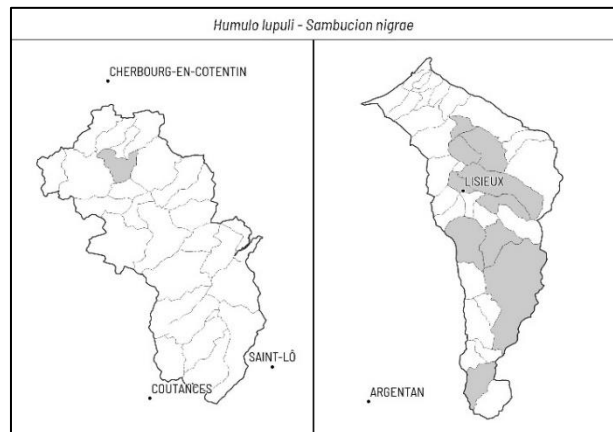 Humulo lupuli - Sambucion nigrae
CHERBOURG-EN-COTENTIN
LISIEUX
SAINT-LÔ
COUTANCES
ARGENTAN